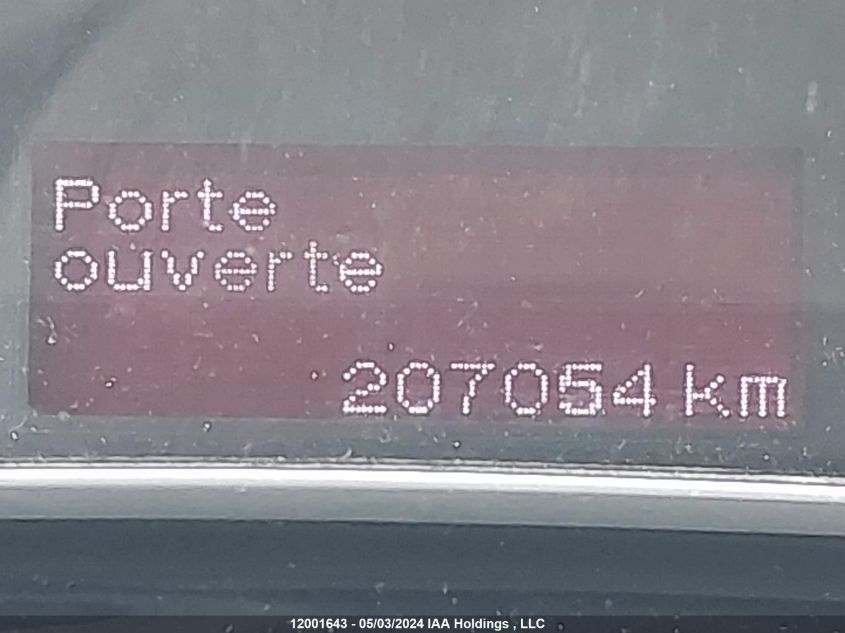 Porte
ouverte
207054 km
12001643 - 05/03/2024 IAA Holdings , LLC